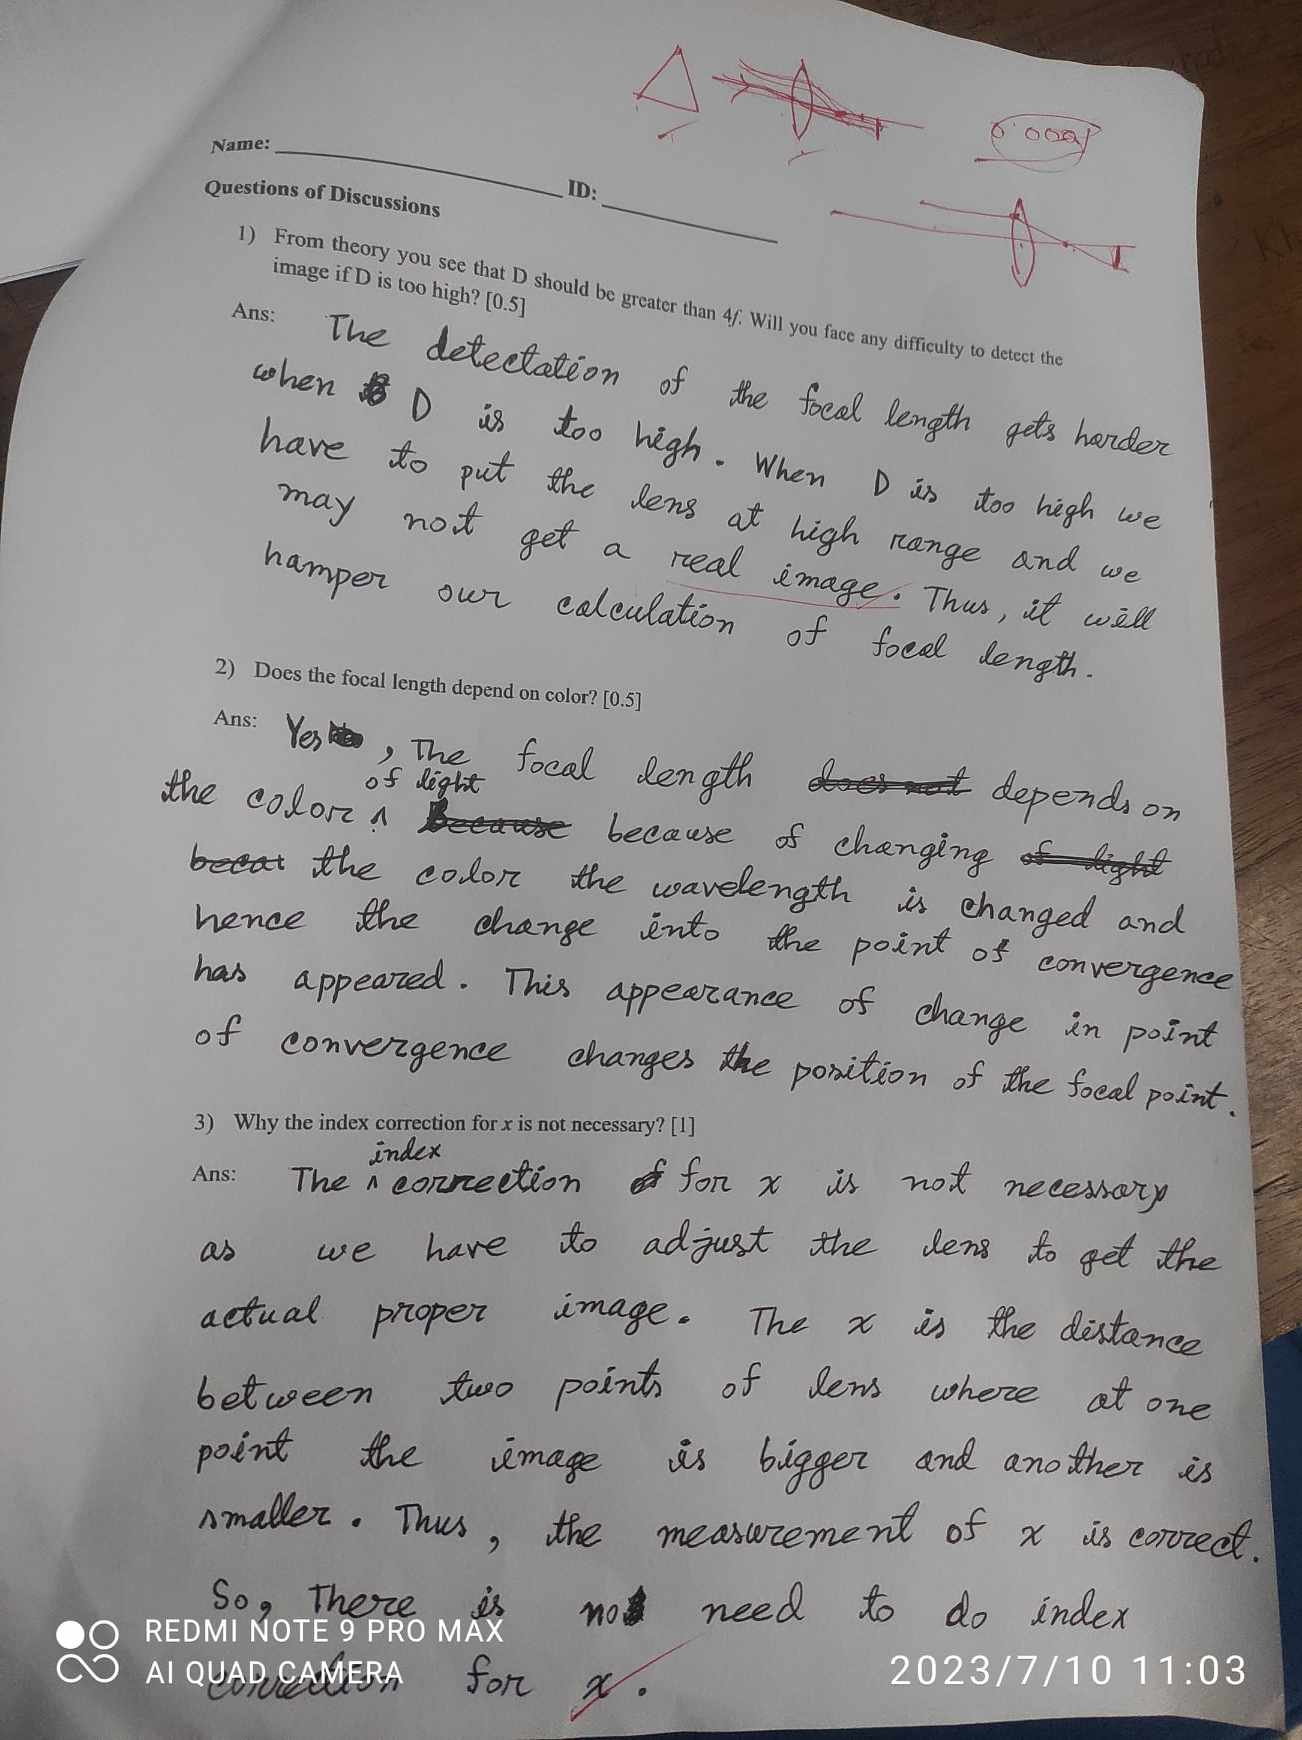 0.000
Name:
ID:
Questions of Discussions
1) From theory you see that D should be greater than 4f. Will you face any difficulty to detect the
image if D is too high? [0.5]
Ans: The detectation of the focal length gets harder
when D is too high. When D is too high we
have to put the lens at high range and we
may not get a real image. Thus, it will
hamper our calculation of focal length.
2) Does the focal length depend on color? [0.5]
Ans: Yes, The focal length does not depends on
of light
the color ^ Because because of changing of light
becat the color the wavelength is changed and
hence the change into the point of convergence
has appeared. This appearance of change in point
of convergence changes the position of the focal point.
3) Why the index correction for x is not necessary? [1]
index
Ans: The ^ correction for x is not necessary
as we have to adjust the lens to get the
actual proper image. The x is the distance
between two points of lens where at one
point the image is bigger and another is
smaller. Thus, the measurement of x is correct.
So, There is no need to do index
REDMI NOTE 9 PRO MAX
AI QUAD CAMERA
correction for x.
2023/7/10 11:03